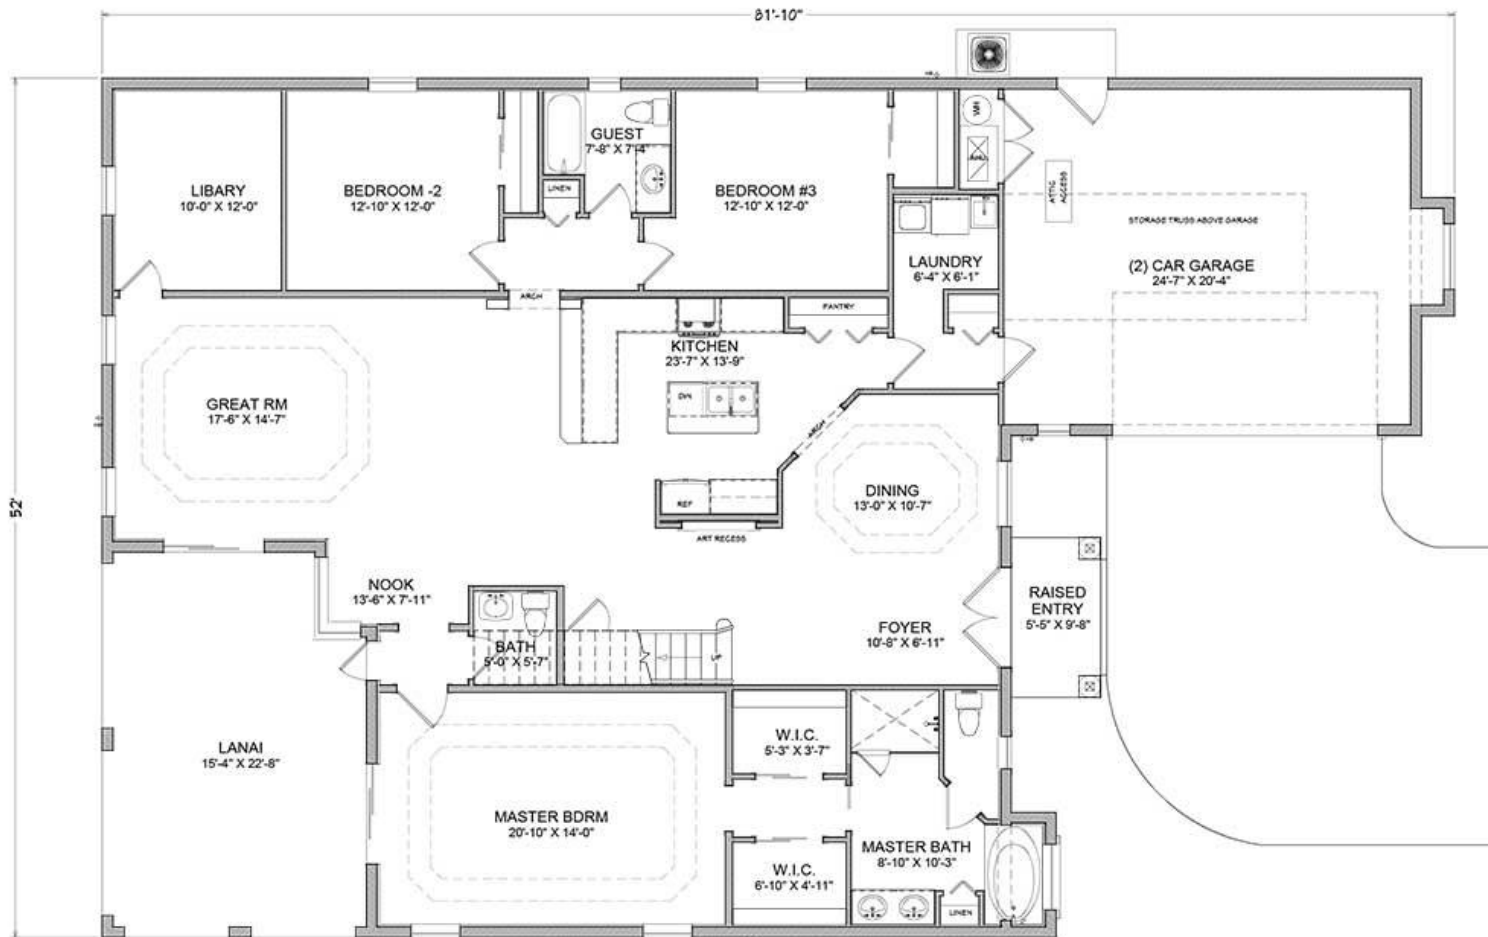 81'-10"
52'
LIBARY
10'-0" X 12'-0"
BEDROOM -2
12'-10" X 12'-0"
GUEST
7'-8" X 7'-4"
LINEN
BEDROOM #3
12'-10" X 12'-0"
WH
AHU
ATTIC
ACCESS
STORAGE TRUSS ABOVE GARAGE
(2) CAR GARAGE
24'-7" X 20'-4"
LAUNDRY
6'-4" X 6'-1"
ARCH
PANTRY
KITCHEN
23'-7" X 13'-9"
GREAT RM
17'-6" X 14'-7"
DW
ARCH
DINING
13'-0" X 10'-7"
REF
ART RECESS
NOOK
13'-6" X 7'-11"
BATH
5'-0" X 5'-7"
UP
FOYER
10'-8" X 6'-11"
RAISED
ENTRY
5'-5" X 9'-8"
LANAI
15'-4" X 22'-8"
W.I.C.
5'-3" X 3'-7"
MASTER BDRM
20'-10" X 14'-0"
W.I.C.
6'-10" X 4'-11"
MASTER BATH
8'-10" X 10'-3"
LINEN